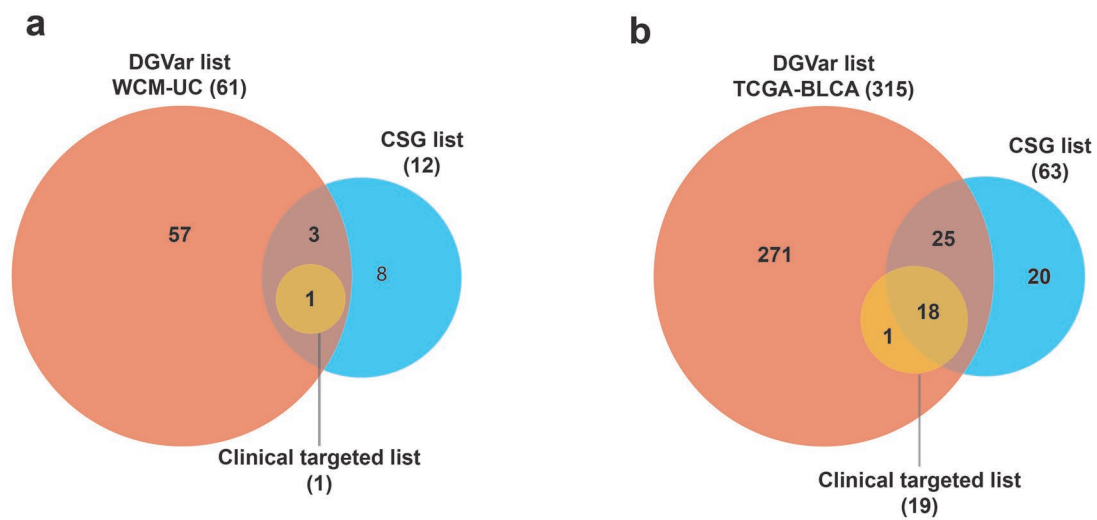 a
DGVar list
WCM-UC (61)
CSG list
(12)
57
3
8
1
Clinical targeted list
(1)
b
DGVar list
TCGA-BLCA (315)
CSG list
(63)
271
25
20
18
1
Clinical targeted list
(19)